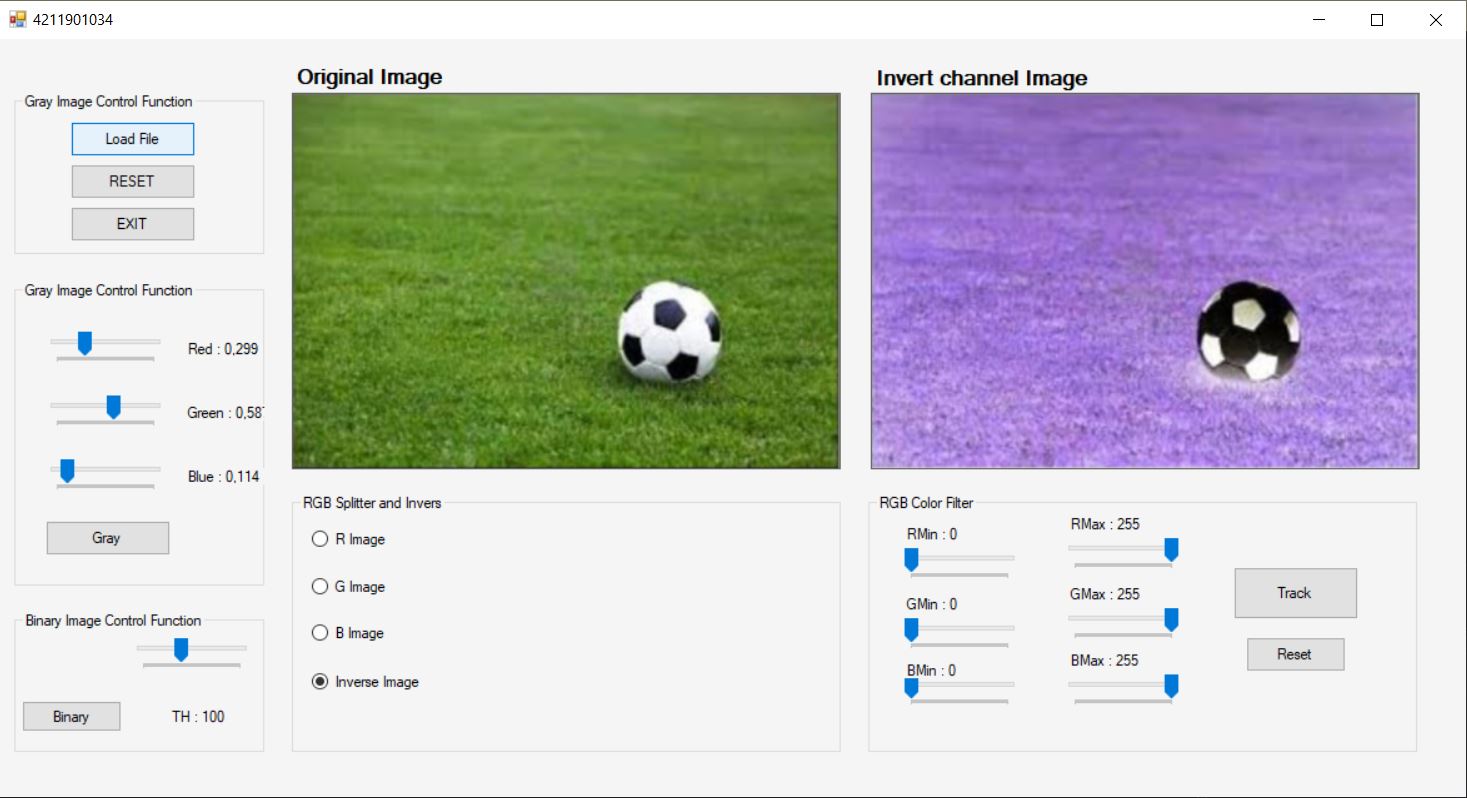 4211901034
Gray Image Control Function
Load File
RESET
EXIT
Gray Image Control Function
Red : 0,299
Green : 0,587
Blue : 0,114
Gray
Binary Image Control Function
Binary
TH : 100
Original Image
Invert channel Image
RGB Splitter and Invers
R Image
G Image
B Image
Inverse Image
RGB Color Filter
RMin : 0
RMax : 255
GMin : 0
GMax : 255
BMin : 0
BMax : 255
Track
Reset